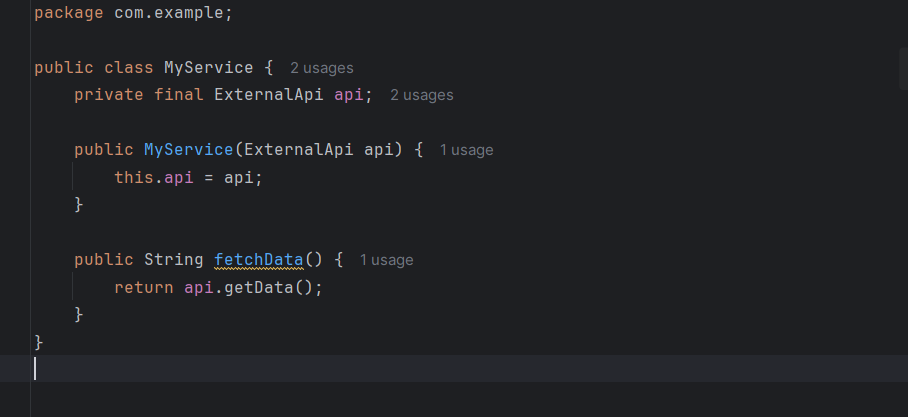 package com.example;
public class MyService { 2 usages
private final ExternalApi api; 2 usages
public MyService(ExternalApi api) { 1 usage
this.api = api;
}
public String fetchData() { 1 usage
return api.getData();
}
}